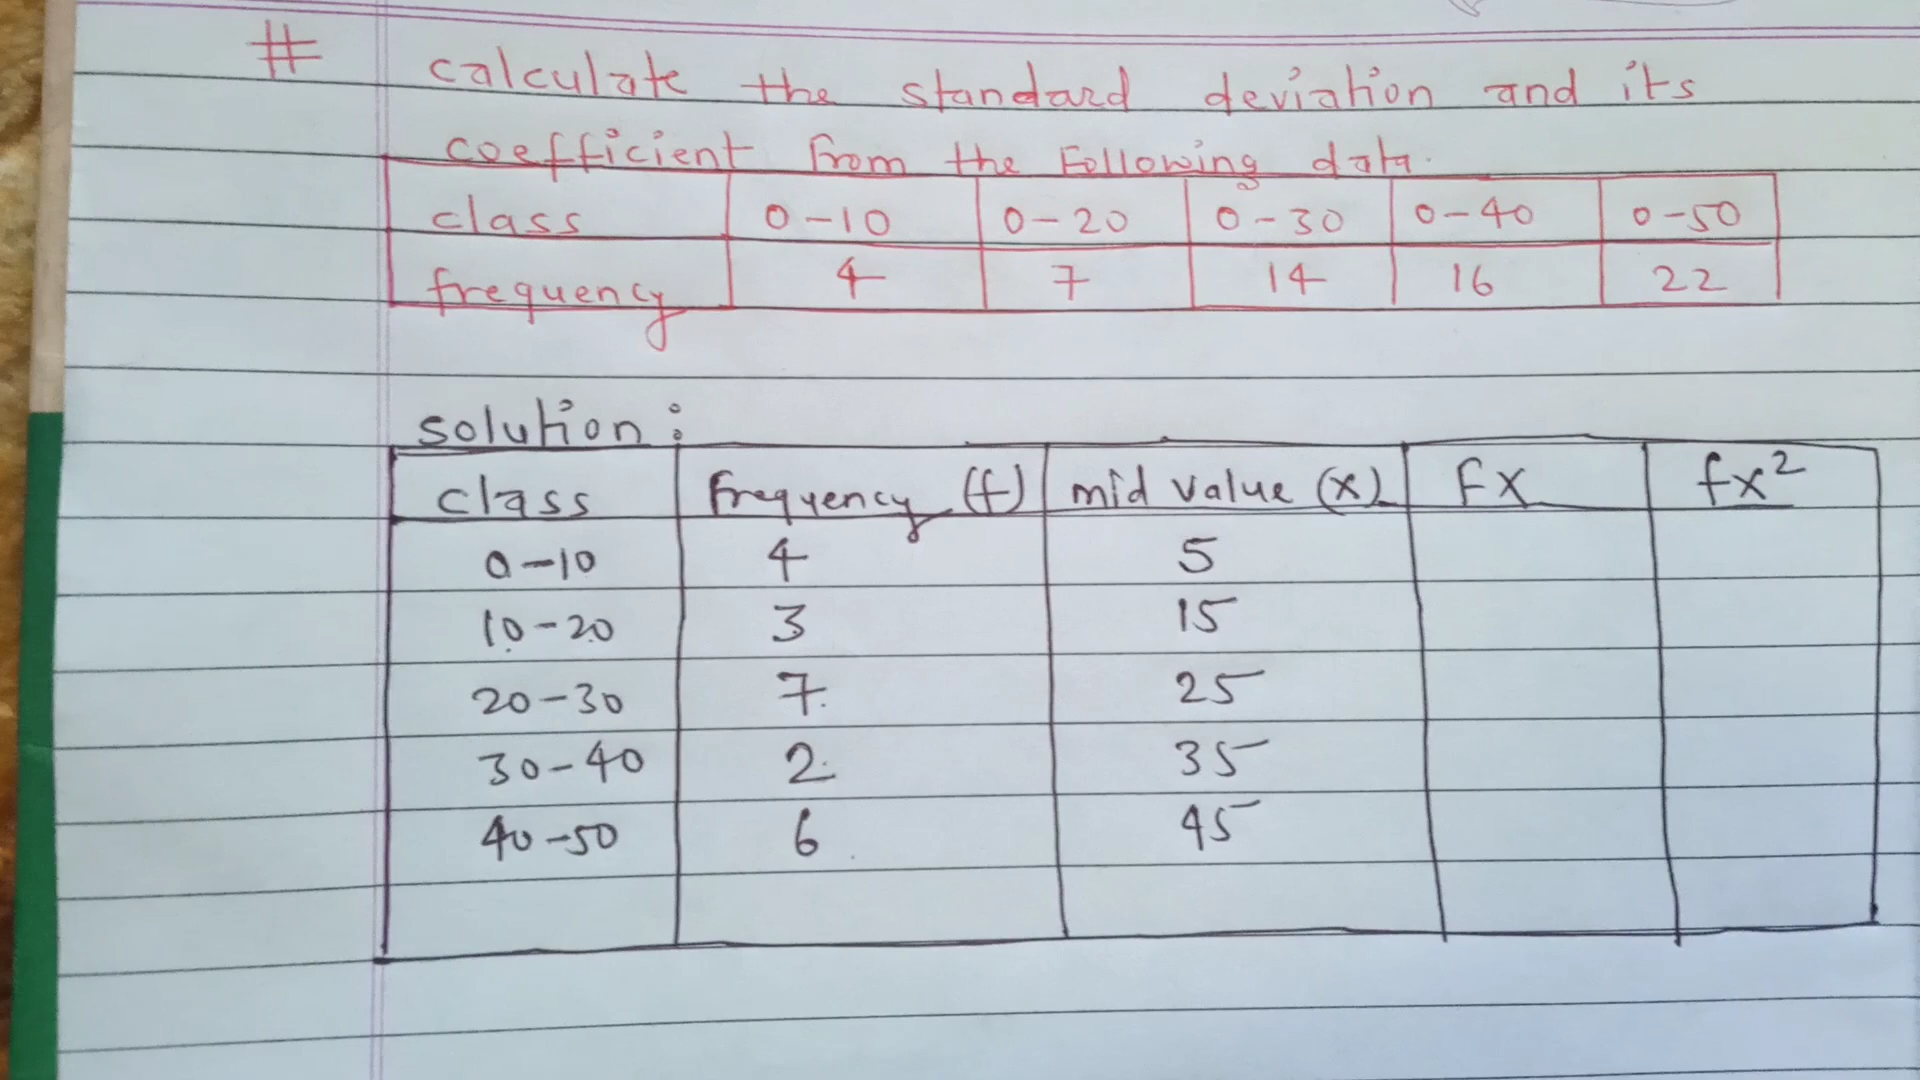 # calculate the standard deviation and its
coefficient from the following data.
class 0-10 0-20 0-30 0-40 0-50
frequency 4 7 14 16 22
solution:
class frequency (f) mid value (x) FX fx²
0-10 4 5
10-20 3 15
20-30 7 25
30-40 2 35
40-50 6 45